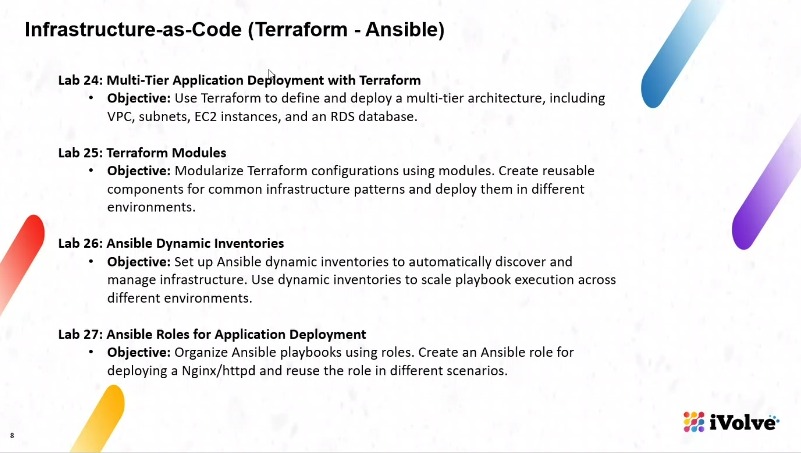 Infrastructure-as-Code (Terraform - Ansible)
Lab 24: Multi-Tier Application Deployment with Terraform
• Objective: Use Terraform to define and deploy a multi-tier architecture, including
VPC, subnets, EC2 instances, and an RDS database.
Lab 25: Terraform Modules
• Objective: Modularize Terraform configurations using modules. Create reusable
components for common infrastructure patterns and deploy them in different
environments.
Lab 26: Ansible Dynamic Inventories
• Objective: Set up Ansible dynamic inventories to automatically discover and
manage infrastructure. Use dynamic inventories to scale playbook execution across
different environments.
Lab 27: Ansible Roles for Application Deployment
• Objective: Organize Ansible playbooks using roles. Create an Ansible role for
deploying a Nginx/httpd and reuse the role in different scenarios.
iVolve
8